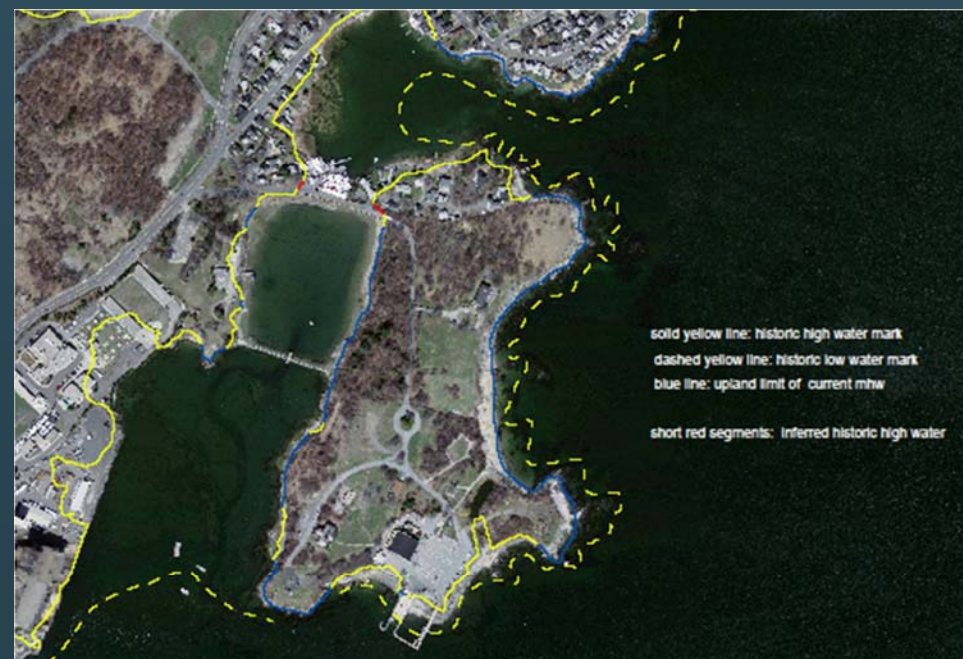 solid yellow line: historic high water mark
dashed yellow line: historic low water mark
blue line: upland limit of current mhw
short red segments: inferred historic high water